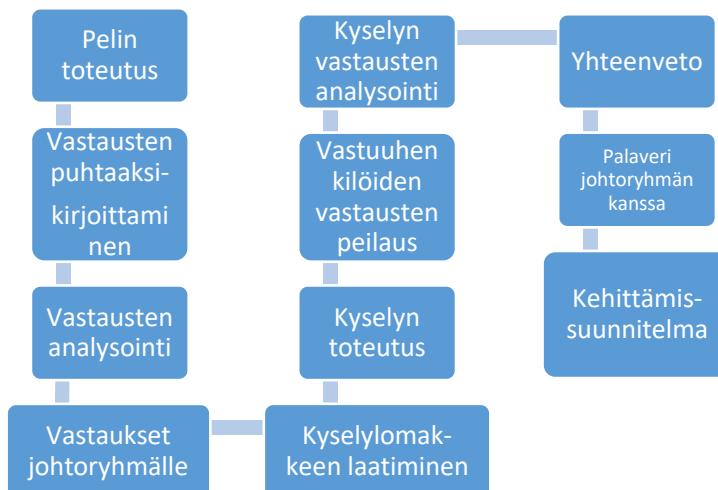 Pelin
toteutus
Vastausten
puhtaaksi-
kirjoittami
nen
Vastausten
analysointi
Vastaukset
johtoryhmälle
Kyselylomak-
keen laatiminen
Kyselyn
toteutus
Vastuuhen
kilöiden
vastausten
peilaus
Kyselyn
vastausten
analysointi
Yhteenveto
Palaveri
johtoryhmän
kanssa
Kehittämis-
suunnitelma